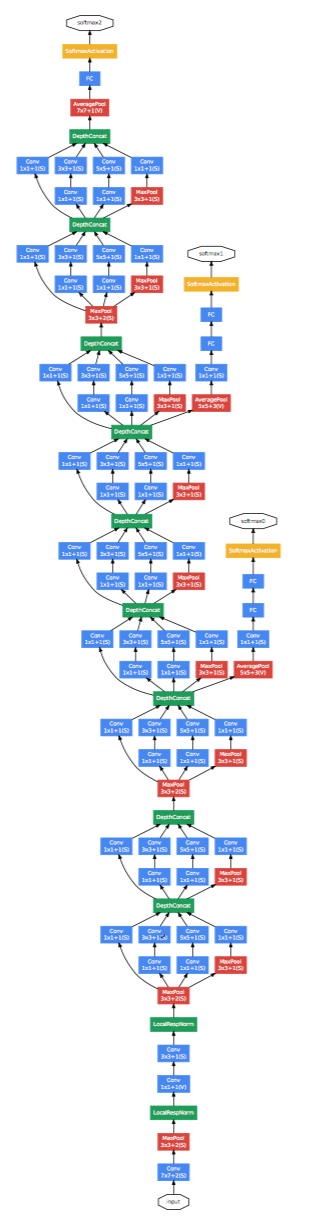 softmax2
SoftmaxActivation
FC
AveragePool
7x7+1(V)
DepthConcat
Conv Conv Conv Conv
1x1+1(S) 3x3+1(S) 5x5+1(S) 1x1+1(S)
Conv Conv MaxPool
1x1+1(S) 1x1+1(S) 3x3+1(S)
DepthConcat
Conv Conv Conv Conv
1x1+1(S) 3x3+1(S) 5x5+1(S) 1x1+1(S)
softmax1
Conv Conv MaxPool
1x1+1(S) 1x1+1(S) 3x3+1(S)
SoftmaxActivation
MaxPool
3x3+2(S)
FC
DepthConcat
FC
Conv Conv Conv Conv Conv
1x1+1(S) 3x3+1(S) 5x5+1(S) 1x1+1(S) 1x1+1(S)
Conv Conv MaxPool AveragePool
1x1+1(S) 1x1+1(S) 3x3+1(S) 5x5+3(V)
DepthConcat
Conv Conv Conv Conv
1x1+1(S) 3x3+1(S) 5x5+1(S) 1x1+1(S)
Conv Conv MaxPool
1x1+1(S) 1x1+1(S) 3x3+1(S)
DepthConcat
softmax0
Conv Conv Conv Conv
1x1+1(S) 3x3+1(S) 5x5+1(S) 1x1+1(S)
SoftmaxActivation
Conv Conv MaxPool
1x1+1(S) 1x1+1(S) 3x3+1(S)
FC
DepthConcat
FC
Conv Conv Conv Conv Conv
1x1+1(S) 3x3+1(S) 5x5+1(S) 1x1+1(S) 1x1+1(S)
Conv Conv MaxPool AveragePool
1x1+1(S) 1x1+1(S) 3x3+1(S) 5x5+3(V)
DepthConcat
Conv Conv Conv Conv
1x1+1(S) 3x3+1(S) 5x5+1(S) 1x1+1(S)
Conv Conv MaxPool
1x1+1(S) 1x1+1(S) 3x3+1(S)
MaxPool
3x3+2(S)
DepthConcat
Conv Conv Conv Conv
1x1+1(S) 3x3+1(S) 5x5+1(S) 1x1+1(S)
Conv Conv MaxPool
1x1+1(S) 1x1+1(S) 3x3+1(S)
DepthConcat
Conv Conv Conv Conv
1x1+1(S) 3x3+1(S) 5x5+1(S) 1x1+1(S)
Conv Conv MaxPool
1x1+1(S) 1x1+1(S) 3x3+1(S)
MaxPool
3x3+2(S)
LocalRespNorm
Conv
3x3+1(S)
Conv
1x1+1(V)
LocalRespNorm
MaxPool
3x3+2(S)
Conv
7x7+2(S)
input